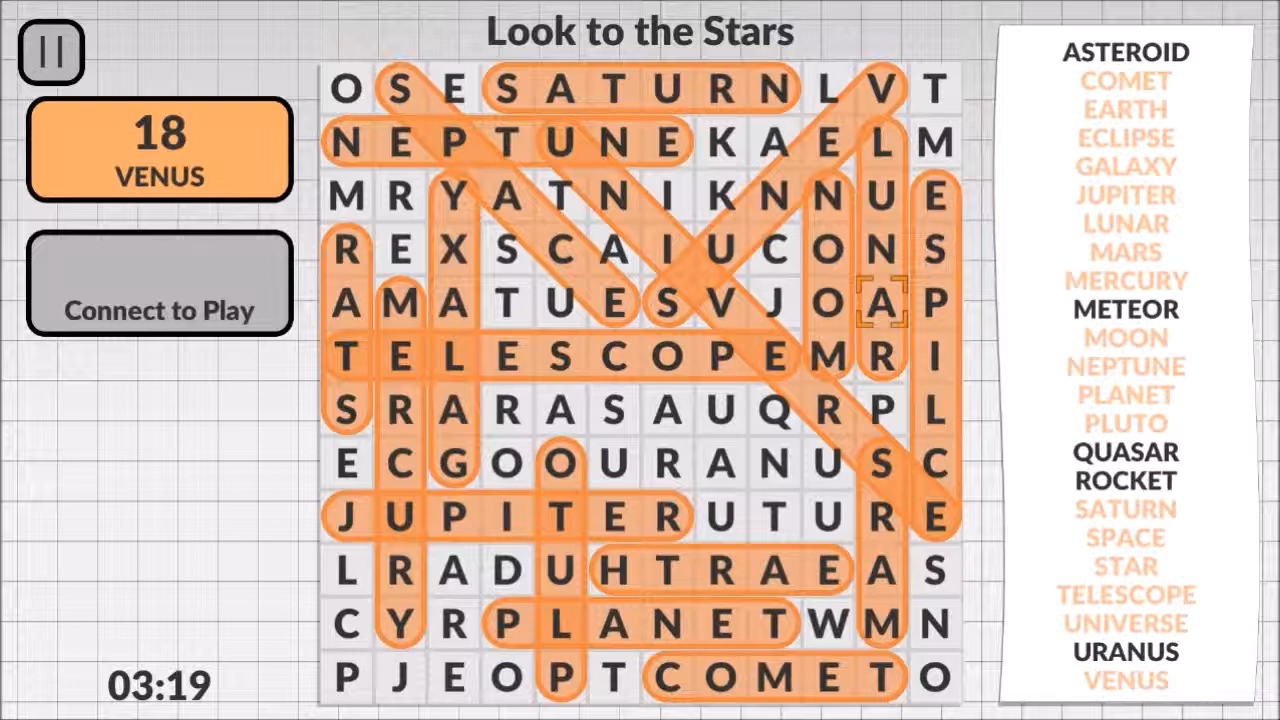 Look to the Stars
18
VENUS
Connect to Play
03:19
O S E S A T U R N L V T
N E P T U N E K A E L M
M R Y A T N I K N N U E
R E X S C A I U C O N S
A M A T U E S V J O A P
T E L E S C O P E M R I
S R A R A S A U Q R P L
E C G O O U R A N U S C
J U P I T E R U T U R E
L R A D U H T R A E A S
C Y R P L A N E T W M N
P J E O P T C O M E T O
ASTEROID
COMET
EARTH
ECLIPSE
GALAXY
JUPITER
LUNAR
MARS
MERCURY
METEOR
MOON
NEPTUNE
PLANET
PLUTO
QUASAR
ROCKET
SATURN
SPACE
STAR
TELESCOPE
UNIVERSE
URANUS
VENUS